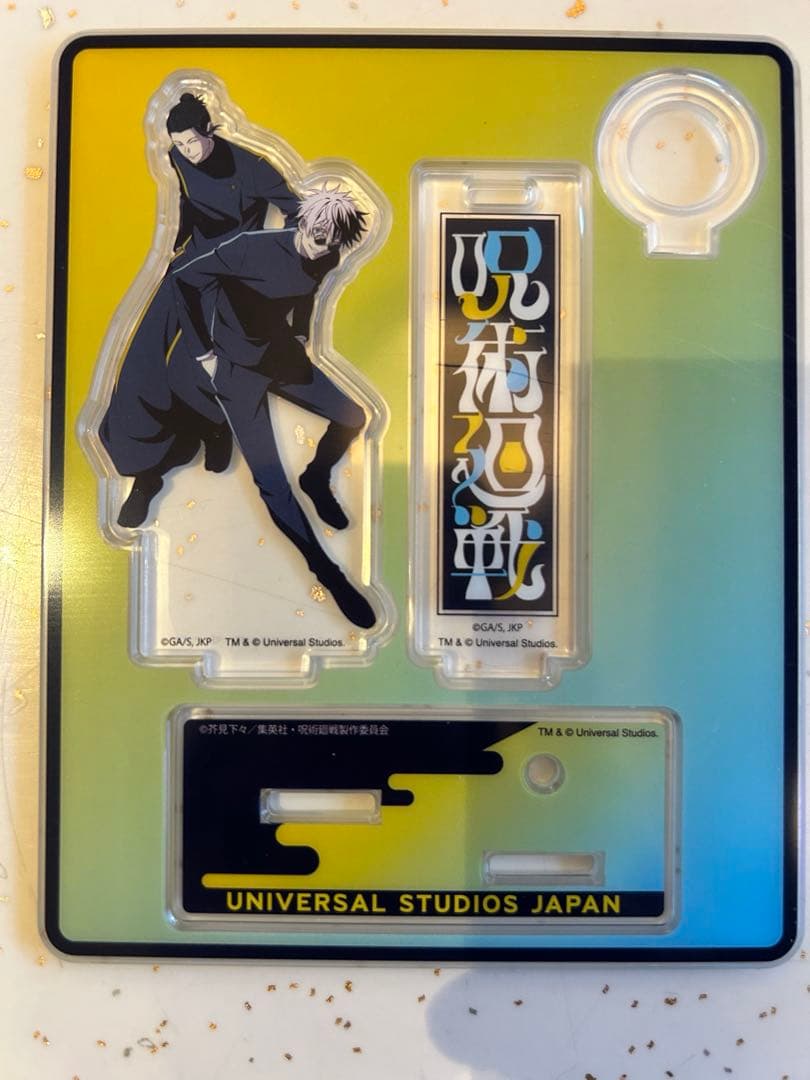 呪術廻戦
©GA/S, JKP TM & © Universal Studios.
©GA/S, JKP
TM & © Universal Studios.
©芥見下々／集英社・呪術廻戦製作委員会
TM & © Universal Studios.
UNIVERSAL STUDIOS JAPAN